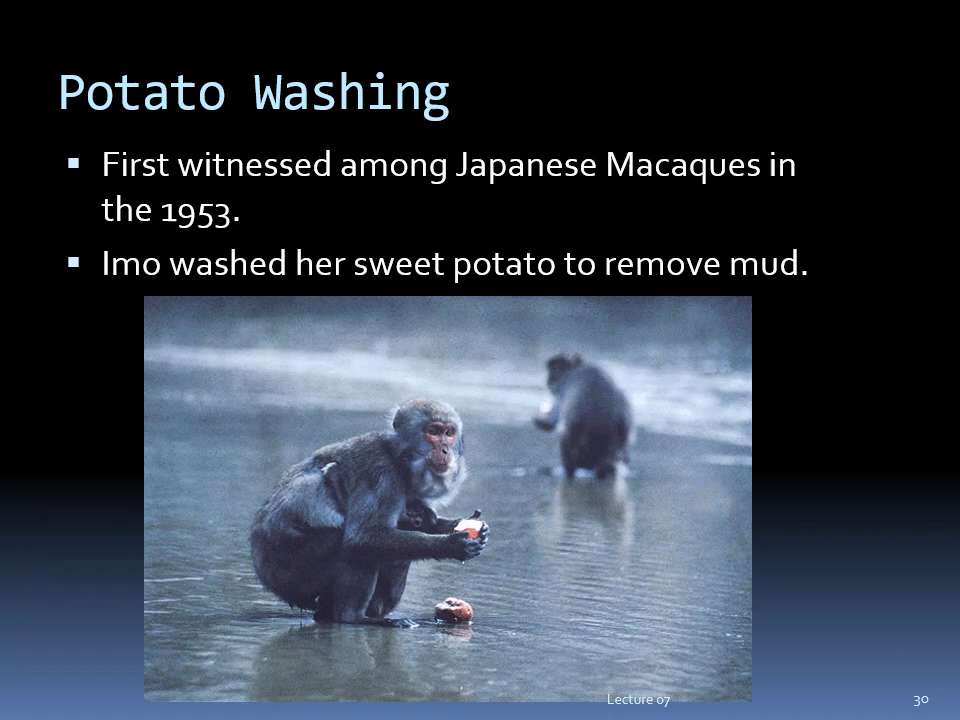 Potato Washing
▪ First witnessed among Japanese Macaques in
the 1953.
▪ Imo washed her sweet potato to remove mud.
Lecture 07
30